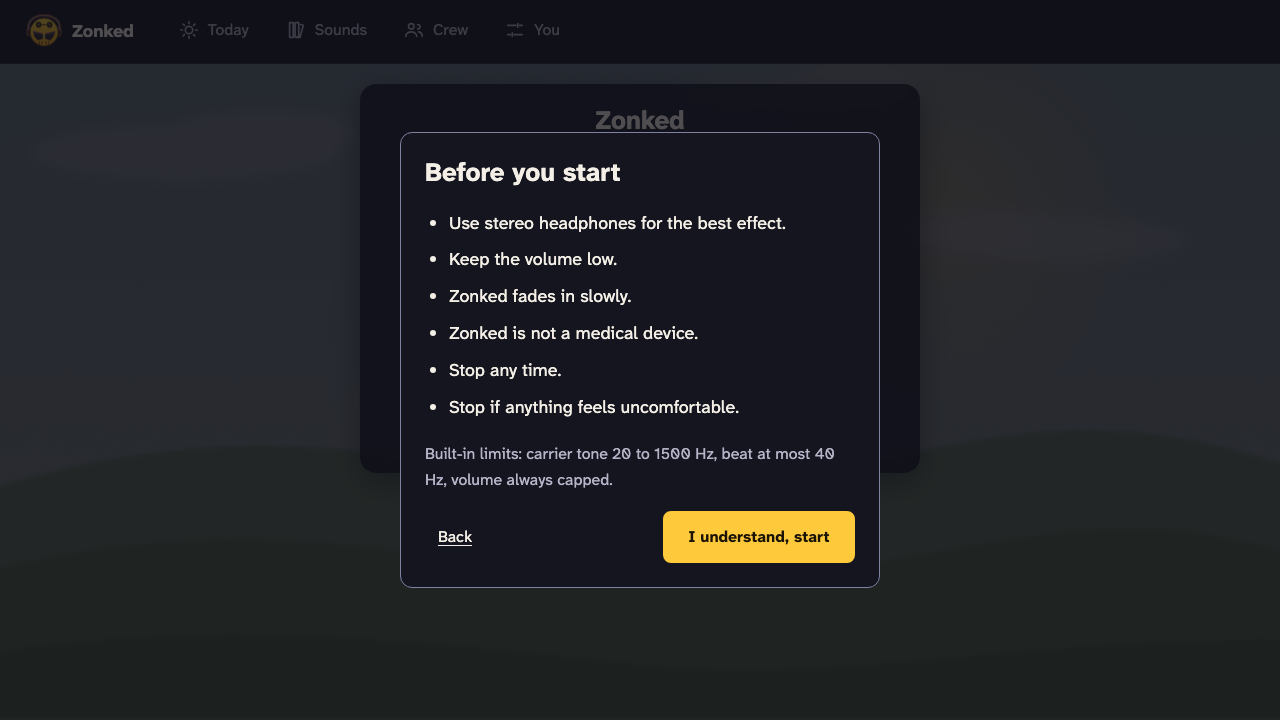 Zonked
Today
Sounds
Crew
You
Zonked
Before you start
Use stereo headphones for the best effect.
Keep the volume low.
Zonked fades in slowly.
Zonked is not a medical device.
Stop any time.
Stop if anything feels uncomfortable.
Built-in limits: carrier tone 20 to 1500 Hz, beat at most 40
Hz, volume always capped.
Back
I understand, start